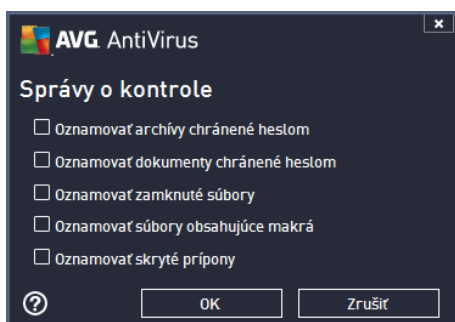 AVG AntiVirus
Správy o kontrole
Oznamovať archívy chránené heslom
Oznamovať dokumenty chránené heslom
Oznamovať zamknuté súbory
Oznamovať súbory obsahujúce makrá
Oznamovať skryté prípony
? OK Zrušiť